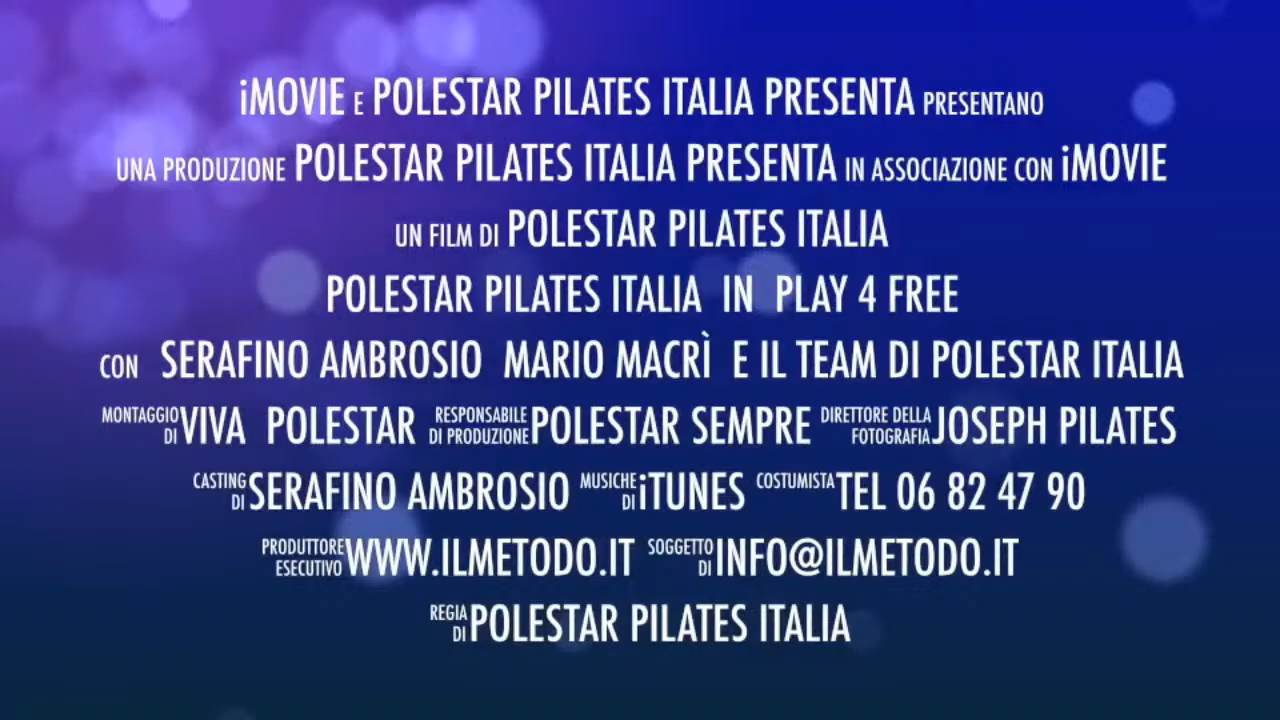 iMOVIE E POLESTAR PILATES ITALIA PRESENTA PRESENTANO
UNA PRODUZIONE POLESTAR PILATES ITALIA PRESENTA IN ASSOCIAZIONE CON iMOVIE
UN FILM DI POLESTAR PILATES ITALIA
POLESTAR PILATES ITALIA IN PLAY 4 FREE
CON SERAFINO AMBROSIO MARIO MACRÌ E IL TEAM DI POLESTAR ITALIA
MONTAGGIO DI VIVA POLESTAR RESPONSABILE DI PRODUZIONE POLESTAR SEMPRE DIRETTORE DELLA FOTOGRAFIA JOSEPH PILATES
CASTING DI SERAFINO AMBROSIO MUSICHE DI iTUNES COSTUMISTA TEL 06 82 47 90
PRODUTTORE ESECUTIVO WWW.ILMETODO.IT SOGGETTO DI INFO@ILMETODO.IT
REGIA DI POLESTAR PILATES ITALIA